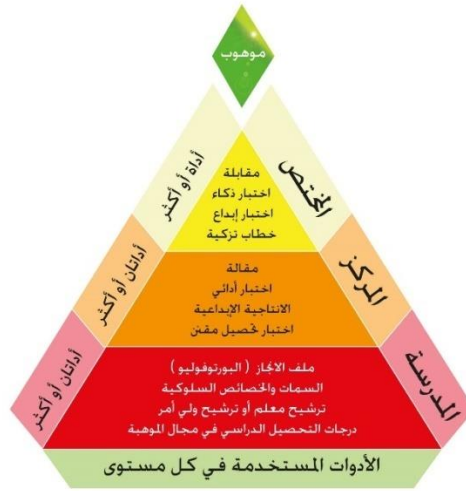 موهوب
المختص
مقابلة
اختبار ذكاء
اختبار إبداع
خطاب تزكية
أداة أو أكثر
المركز
مقالة
اختبار أدائي
الانتاجية الإبداعية
اختبار تحصيل مقنن
أداتان أو أكثر
المدرسة
ملف الانجاز ( البورتوفوليو )
السمات والخصائص السلوكية
ترشيح معلم أو ترشيح ولي أمر
درجات التحصيل الدراسي في مجال الموهبة
أداتان أو أكثر
الأدوات المستخدمة في كل مستوى